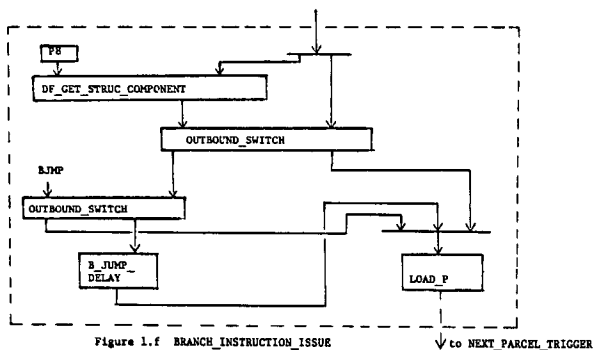 PB
DF_GET_STRUC_COMPONENT
OUTBOUND_SWITCH
BJMP
OUTBOUND_SWITCH
B_JUMP_
DELAY
LOAD_P
Figure 1.f BRANCH_INSTRUCTION_ISSUE
to NEXT_PARCEL_TRIGGER